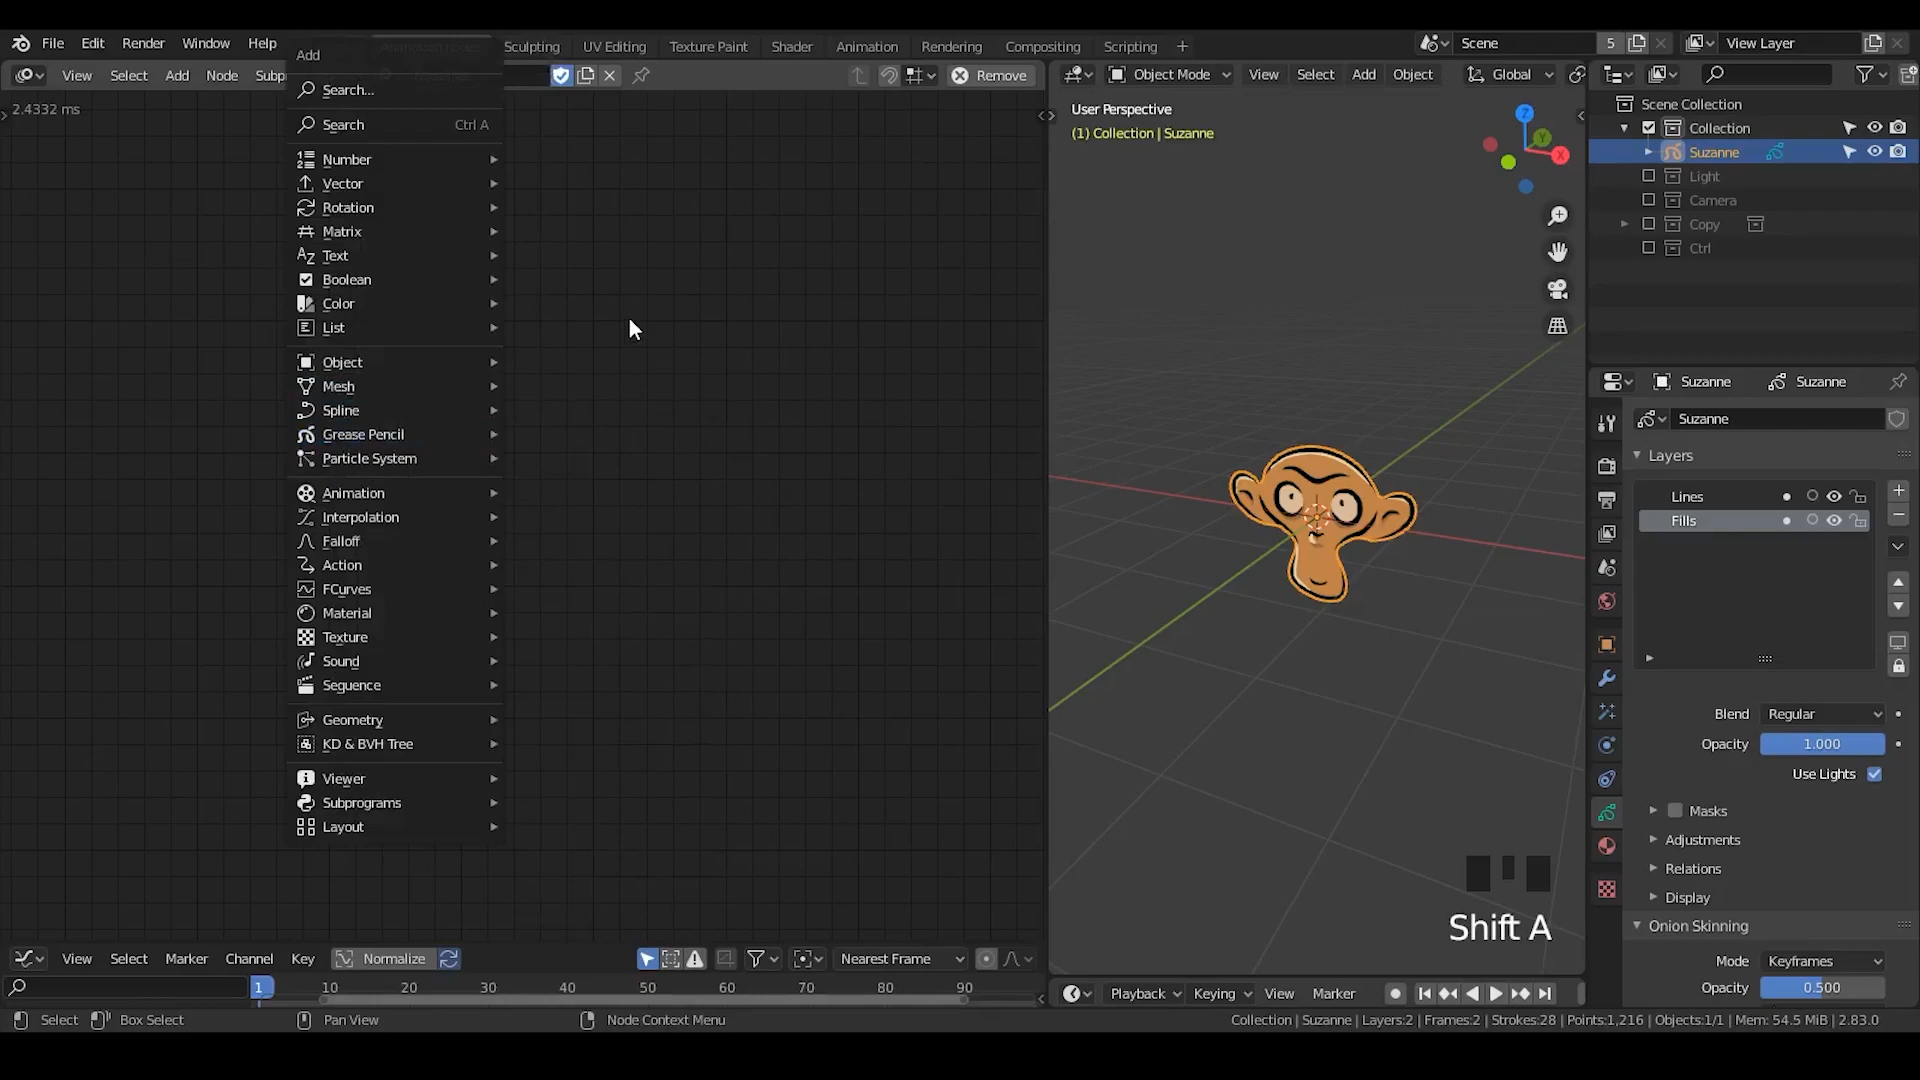 File Edit Render Window Help
Sculpting UV Editing Texture Paint Shader Animation Rendering Compositing Scripting +
Scene 5 View Layer
View Select Add Node
Remove
Object Mode View Select Add Object Global
2.4332 ms
Add
Search...
Search Ctrl A
Number
Vector
Rotation
Matrix
Text
Boolean
Color
List
Object
Mesh
Spline
Grease Pencil
Particle System
Animation
Interpolation
Falloff
Action
FCurves
Material
Texture
Sound
Sequence
Geometry
KD & BVH Tree
Viewer
Subprograms
Layout
User Perspective
(1) Collection | Suzanne
Z
Y
X
Shift A
Scene Collection
Collection
Suzanne
Light
Camera
Copy
Ctrl
Suzanne Suzanne
Suzanne
Layers
Lines
Fills
Blend Regular
Opacity 1.000
Use Lights
Masks
Adjustments
Relations
Display
Onion Skinning
Mode Keyframes
Opacity 0.500
View Select Marker Channel Key Normalize Nearest Frame
1 10 20 30 40 50 60 70 80 90
Playback Keying View Marker
Select Box Select Pan View Node Context Menu
Collection | Suzanne | Layers:2 | Frames:2 | Strokes:28 | Points:1,216 | Objects:1/1 | Mem: 54.5 MiB | 2.83.0